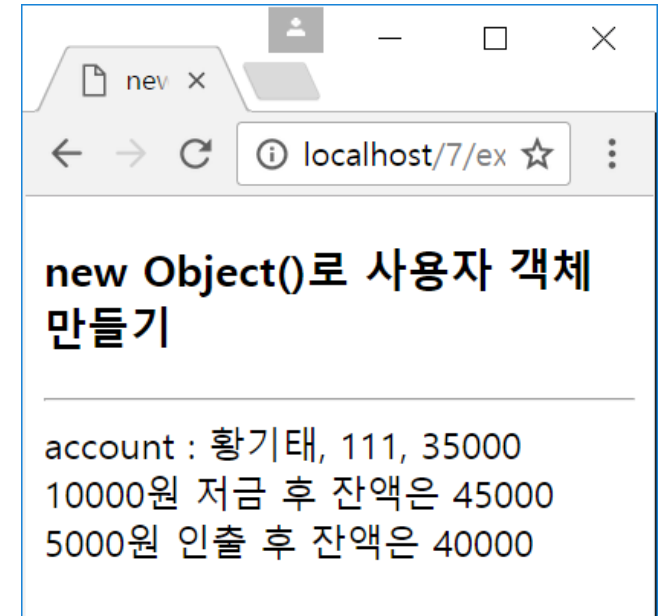 new
localhost/7/ex
new Object()로 사용자 객체
만들기
account : 황기태, 111, 35000
10000원 저금 후 잔액은 45000
5000원 인출 후 잔액은 40000